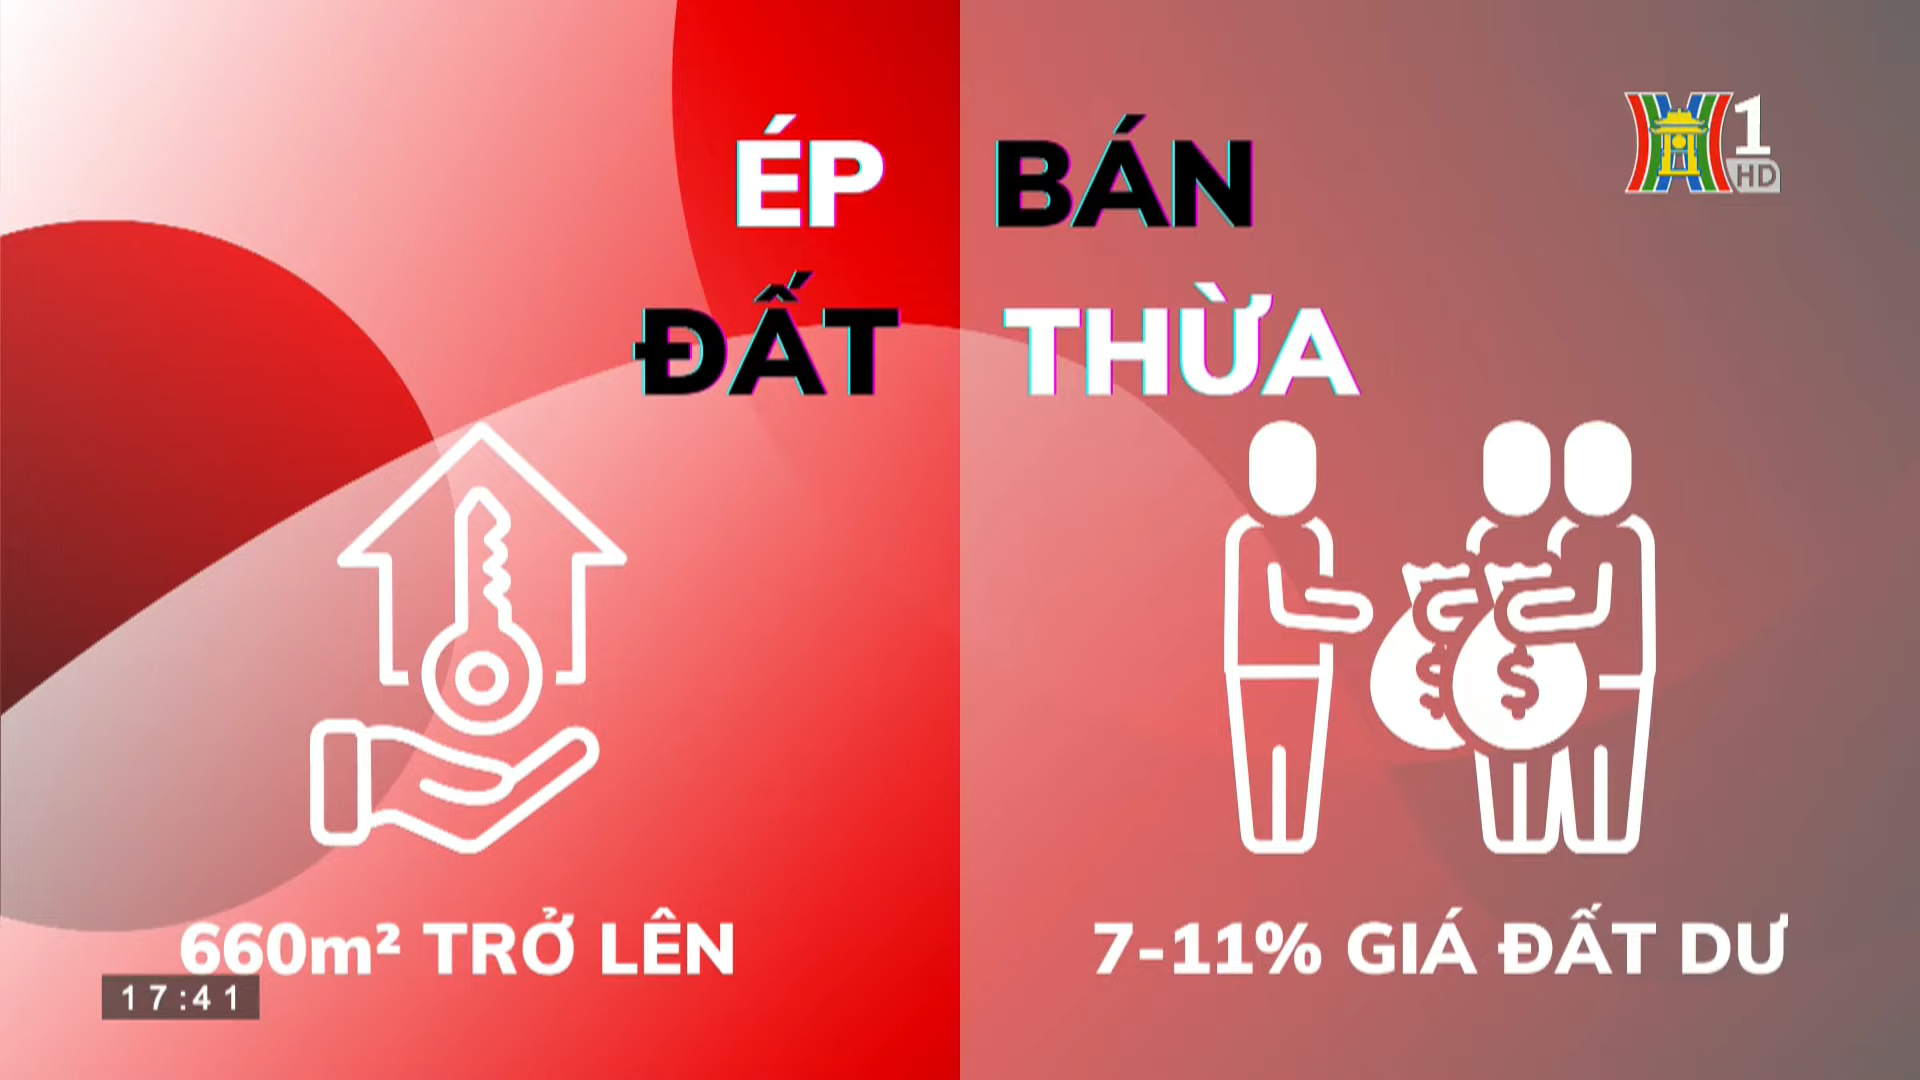 ÉP BÁN
ĐẤT THỪA
1
HD
$ $
660m² TRỞ LÊN
7-11% GIÁ ĐẤT DƯ
17:41